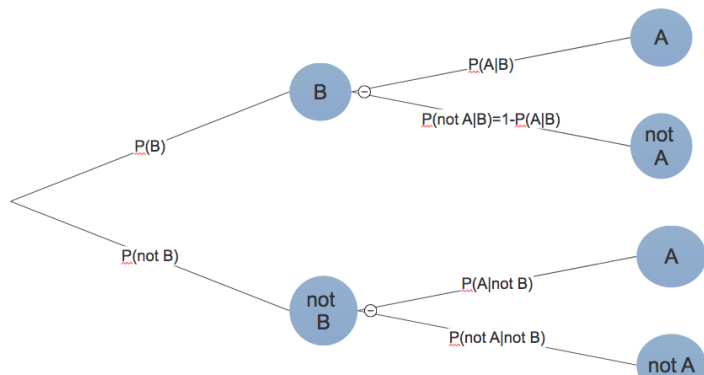 A
P(A|B)
B
P(not A|B)=1-P(A|B)
not
A
P(B)
P(not B)
A
P(A|not B)
not
B
P(not A|not B)
not A